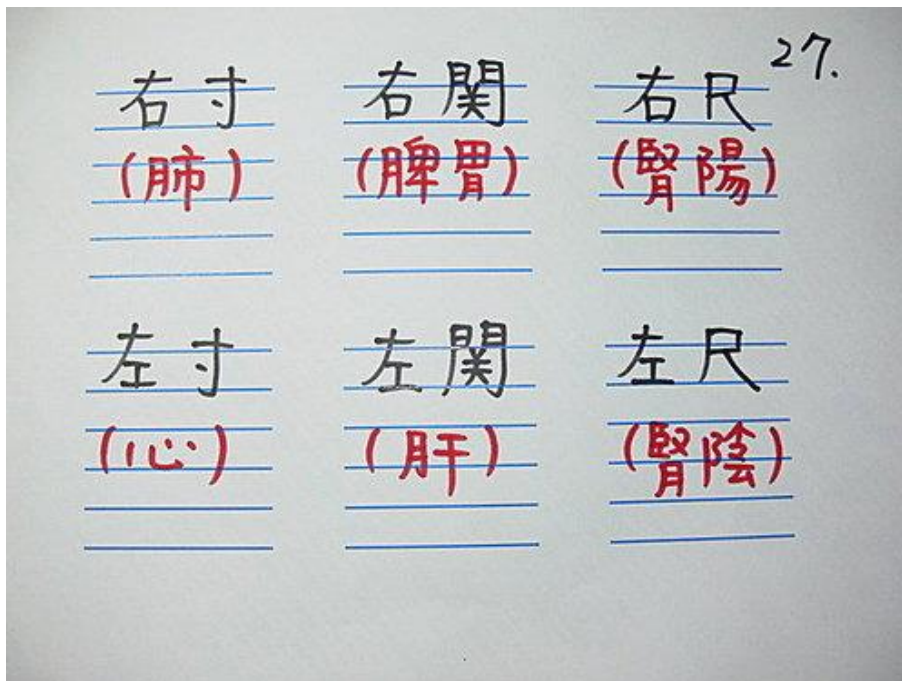 27.
右寸 右関 右尺
(肺) (脾胃) (腎陽)
左寸 左関 左尺
(心) (肝) (腎陰)